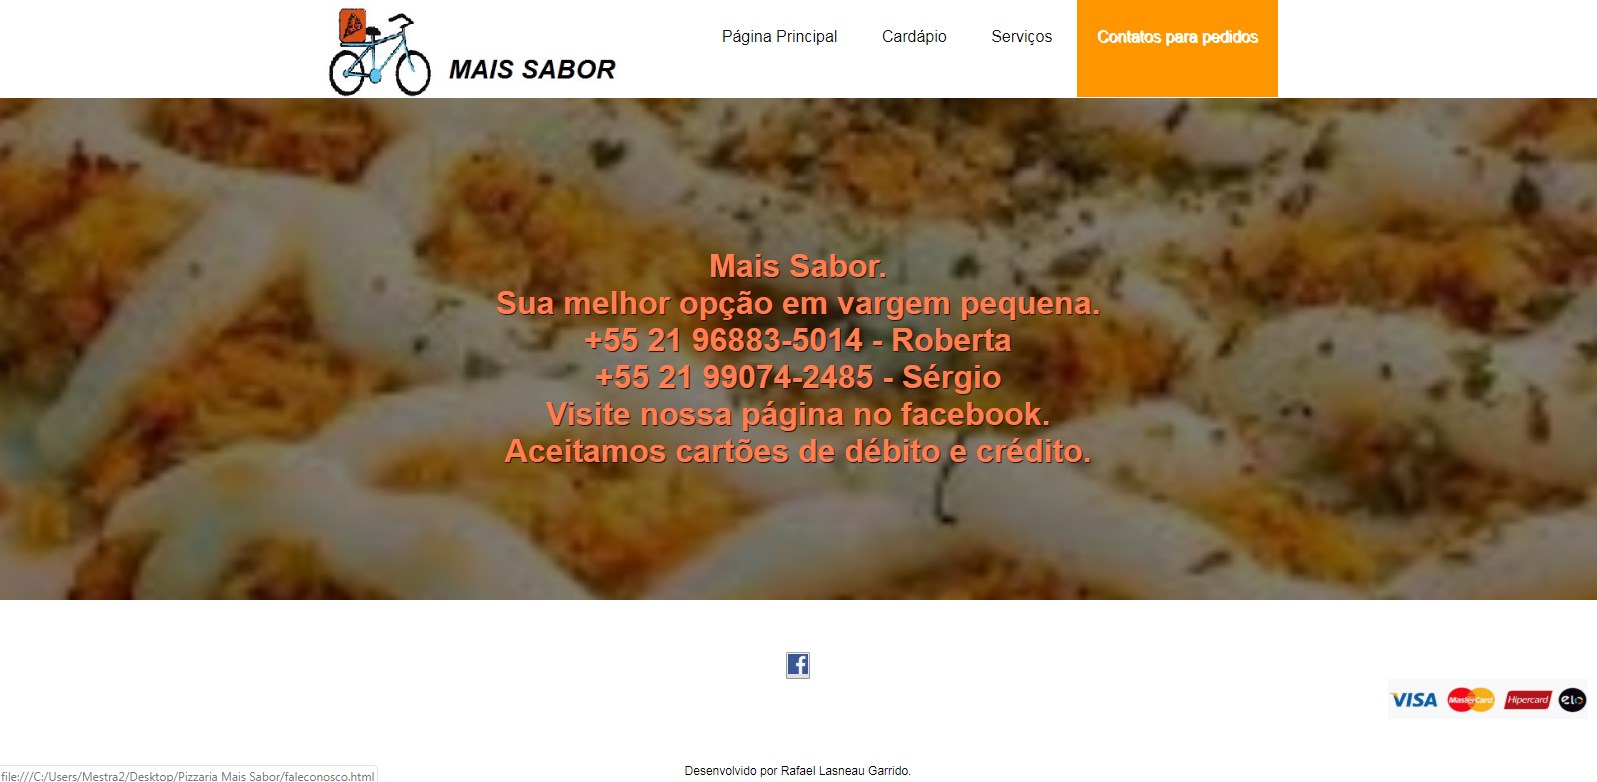 MAIS SABOR
Página Principal
Cardápio
Serviços
Contatos para pedidos
Mais Sabor.
Sua melhor opção em vargem pequena.
+55 21 96883-5014 - Roberta
+55 21 99074-2485 - Sérgio
Visite nossa página no facebook.
Aceitamos cartões de débito e crédito.
f
VISA MasterCard Hipercard elo
Desenvolvido por Rafael Lasneau Garrido.
file:///C:/Users/Mestra2/Desktop/Pizzaria Mais Sabor/faleconosco.html